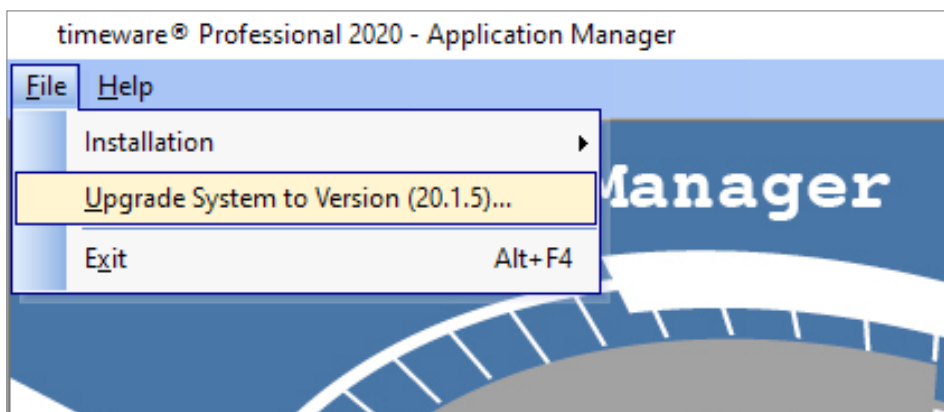 timeware® Professional 2020 - Application Manager
File Help
Installation
Manager
Upgrade System to Version (20.1.5)...
Exit Alt+F4